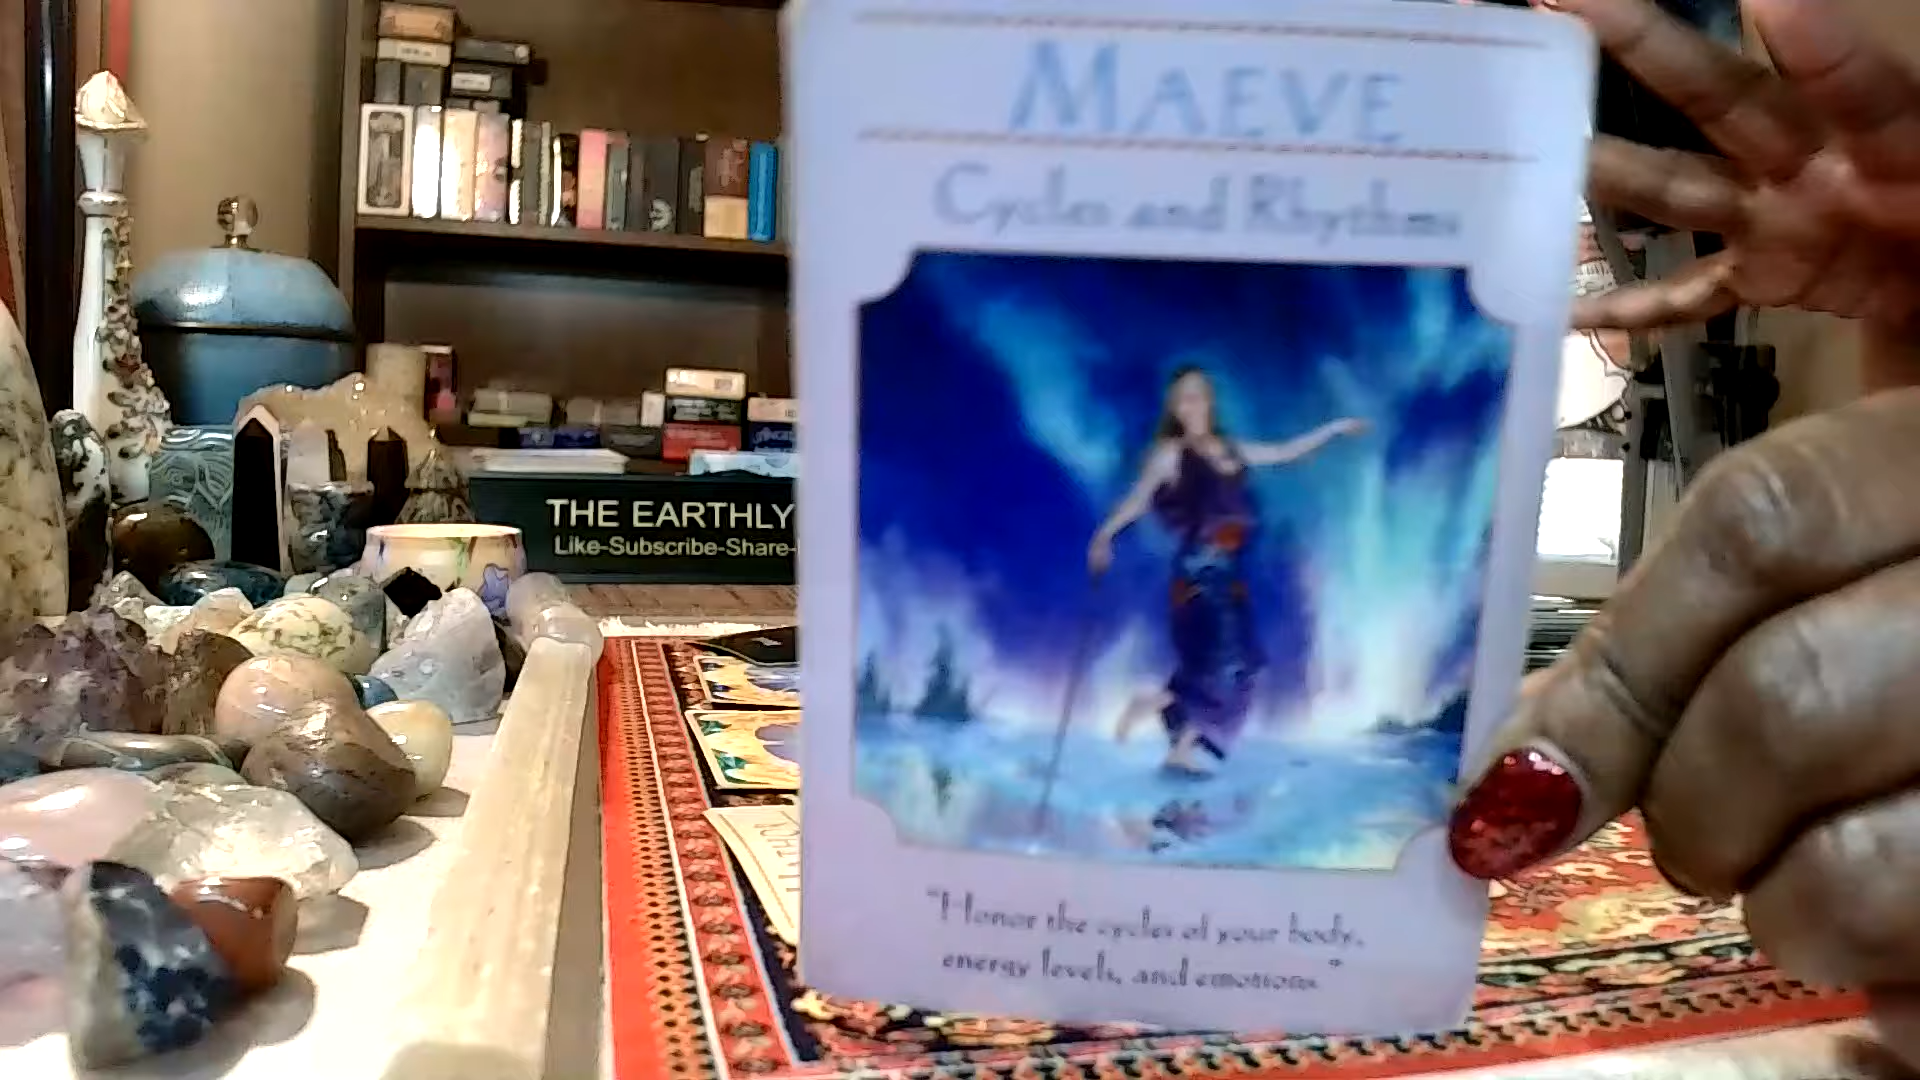 MAEVE
Cycles and Rhythms
"Honor the cycles of your body,
energy levels, and emotions."
THE EARTHLY
Like-Subscribe-Share-